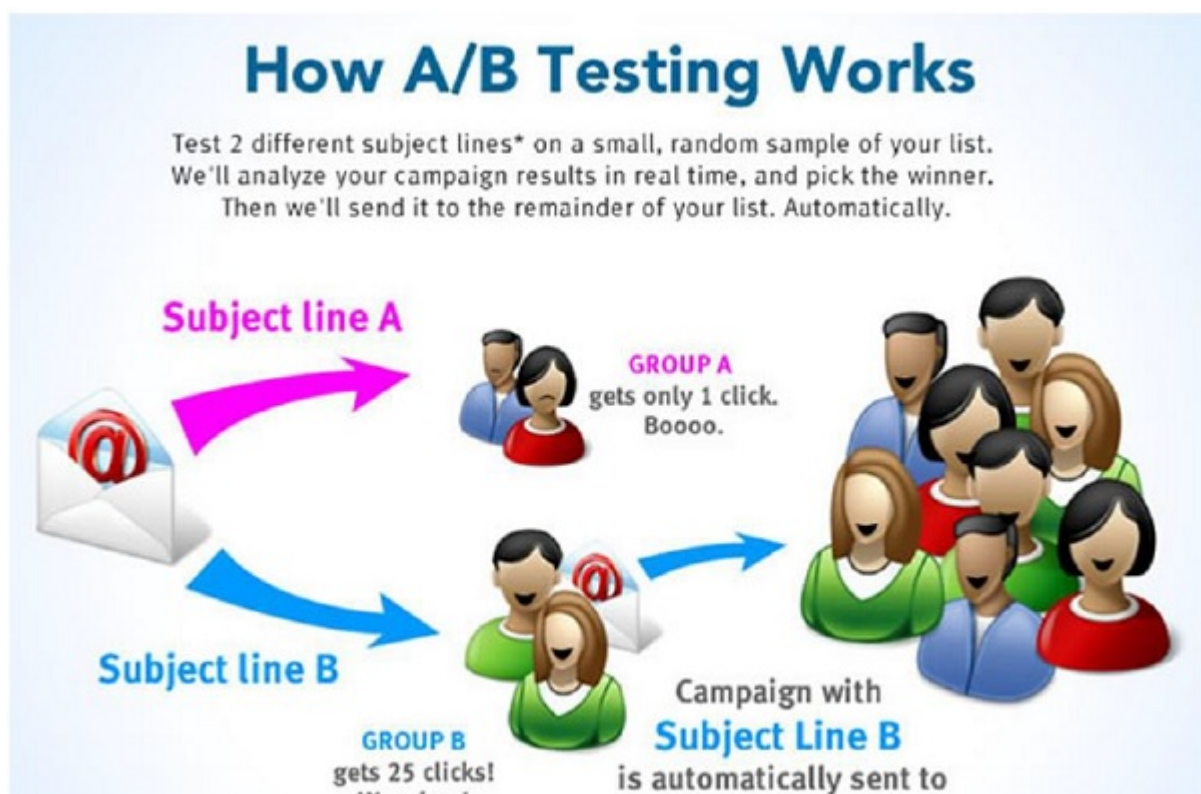 How A/B Testing Works
Test 2 different subject lines* on a small, random sample of your list.
We'll analyze your campaign results in real time, and pick the winner.
Then we'll send it to the remainder of your list. Automatically.
Subject line A
GROUP A
gets only 1 click.
Boooo.
@
@
Subject line B
GROUP B
gets 25 clicks!
Campaign with
Subject Line B
is automatically sent to